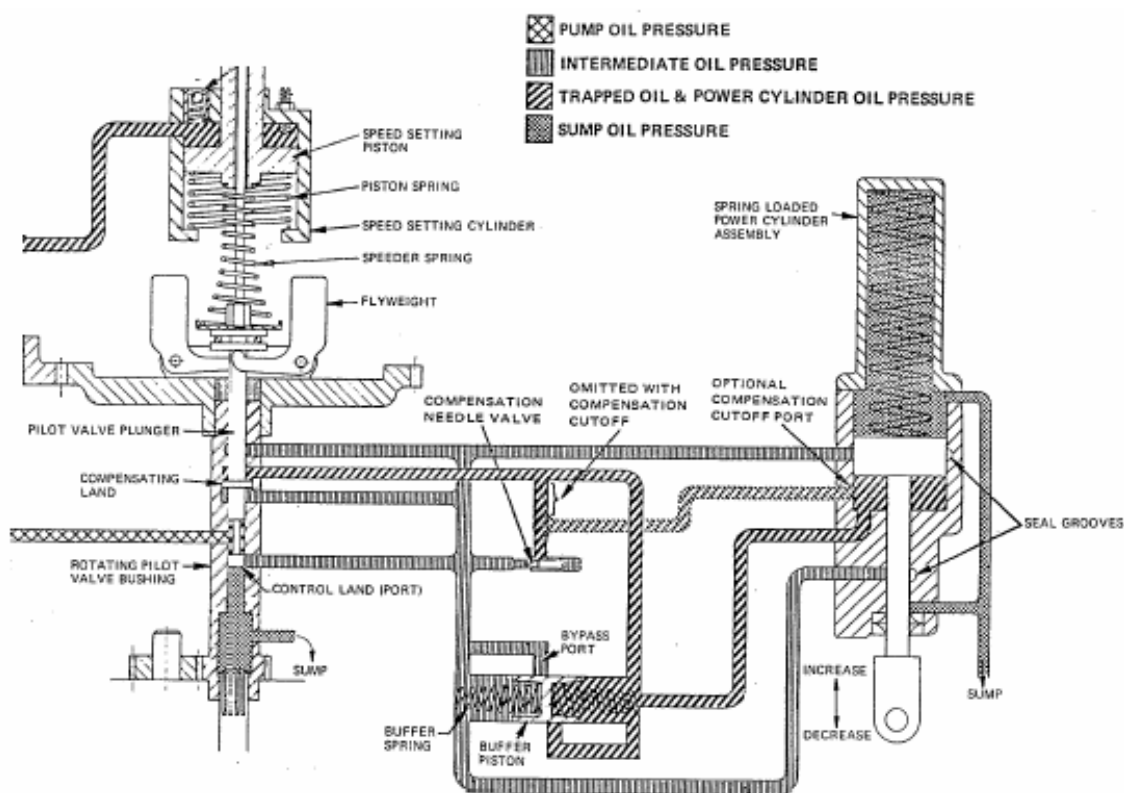 PUMP OIL PRESSURE
INTERMEDIATE OIL PRESSURE
TRAPPED OIL & POWER CYLINDER OIL PRESSURE
SUMP OIL PRESSURE
SPEED SETTING
PISTON
PISTON SPRING
SPEED SETTING CYLINDER
SPEEDER SPRING
FLYWEIGHT
SPRING LOADED
POWER CYLINDER
ASSEMBLY
PILOT VALVE PLUNGER
COMPENSATION
NEEDLE VALVE
OMITTED WITH
COMPENSATION
CUTOFF
OPTIONAL
COMPENSATION
CUTOFF PORT
COMPENSATING
LAND
SEAL GROOVES
ROTATING PILOT
VALVE BUSHING
CONTROL LAND (PORT)
SUMP
BYPASS
PORT
BUFFER
SPRING
BUFFER
PISTON
INCREASE
DECREASE
SUMP